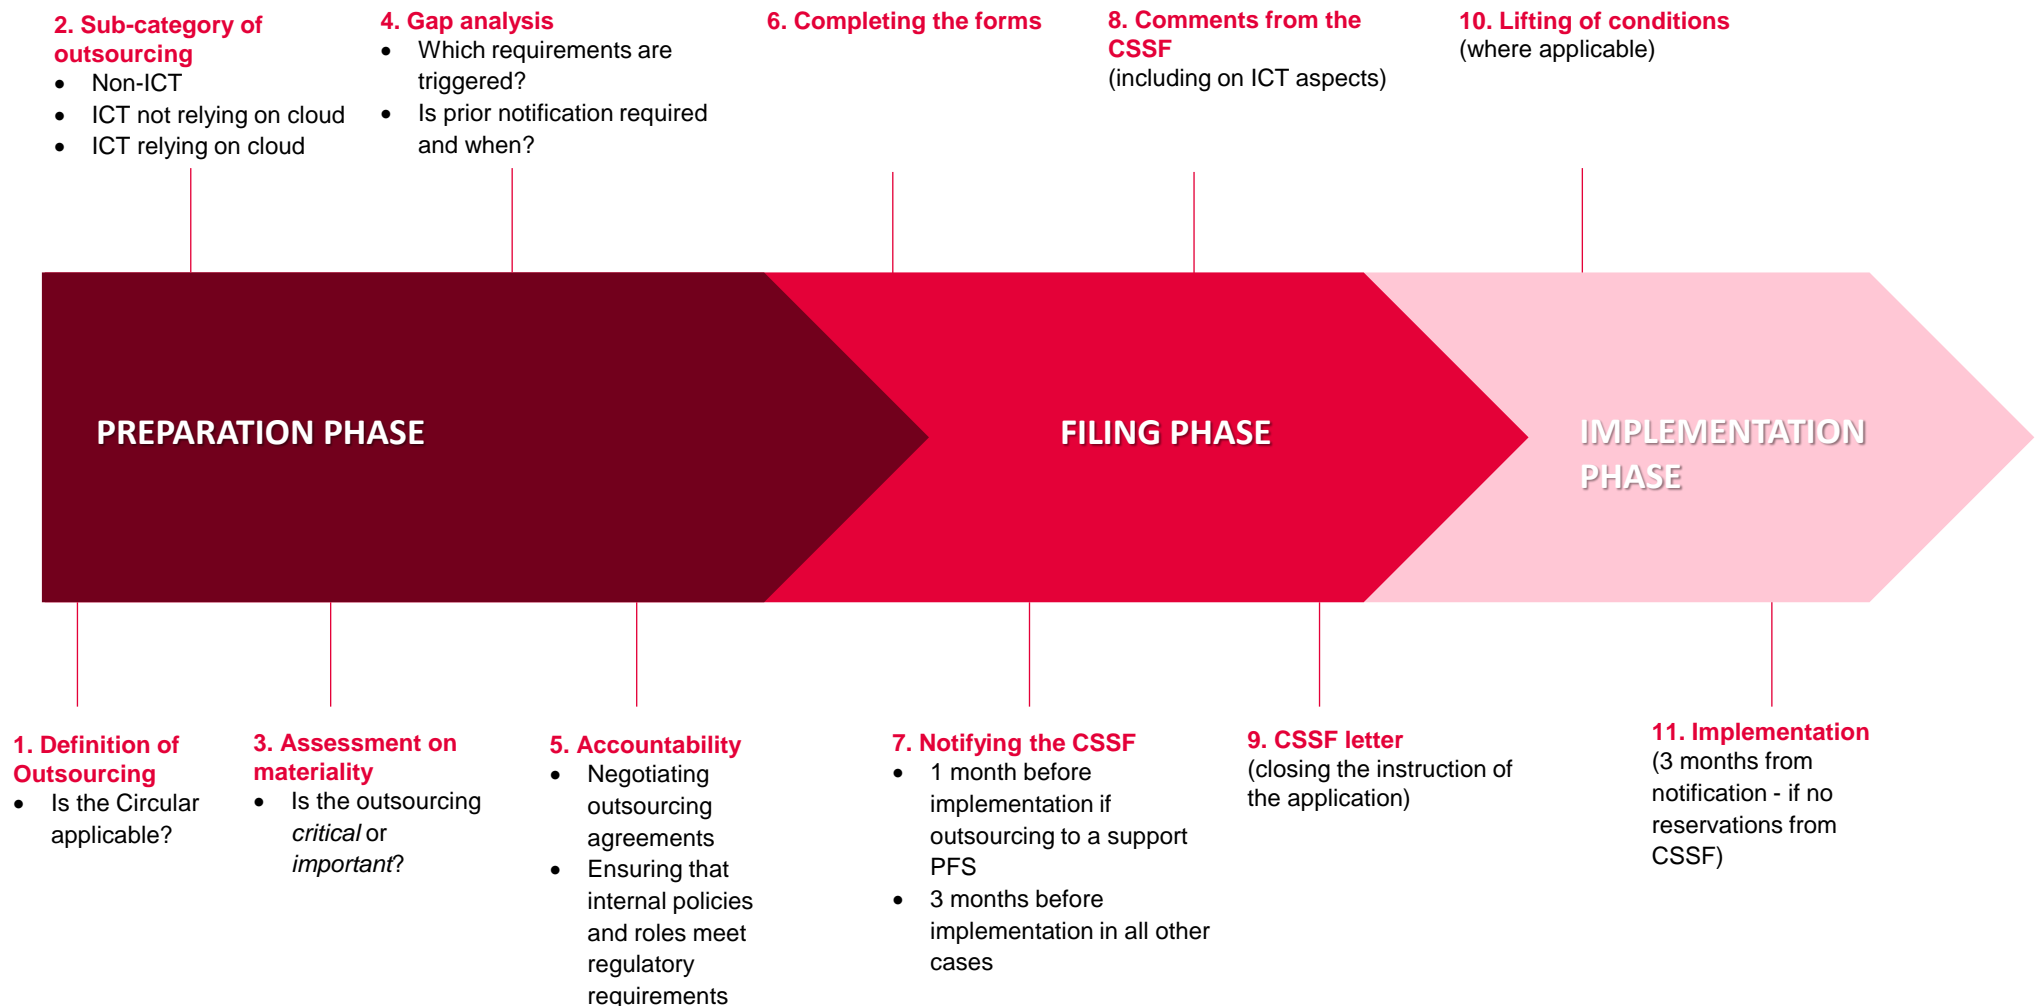 2. Sub-category of
outsourcing
• Non-ICT
• ICT not relying on cloud
• ICT relying on cloud
4. Gap analysis
• Which requirements are
triggered?
• Is prior notification required
and when?
6. Completing the forms
8. Comments from the
CSSF
(including on ICT aspects)
10. Lifting of conditions
(where applicable)
PREPARATION PHASE
FILING PHASE
IMPLEMENTATION
PHASE
1. Definition of
Outsourcing
• Is the Circular
applicable?
3. Assessment on
materiality
• Is the outsourcing
critical or
important?
5. Accountability
• Negotiating
outsourcing
agreements
• Ensuring that
internal policies
and roles meet
regulatory
requirements
7. Notifying the CSSF
• 1 month before
implementation if
outsourcing to a support
PFS
• 3 months before
implementation in all other
cases
9. CSSF letter
(closing the instruction of
the application)
11. Implementation
(3 months from
notification - if no
reservations from
CSSF)